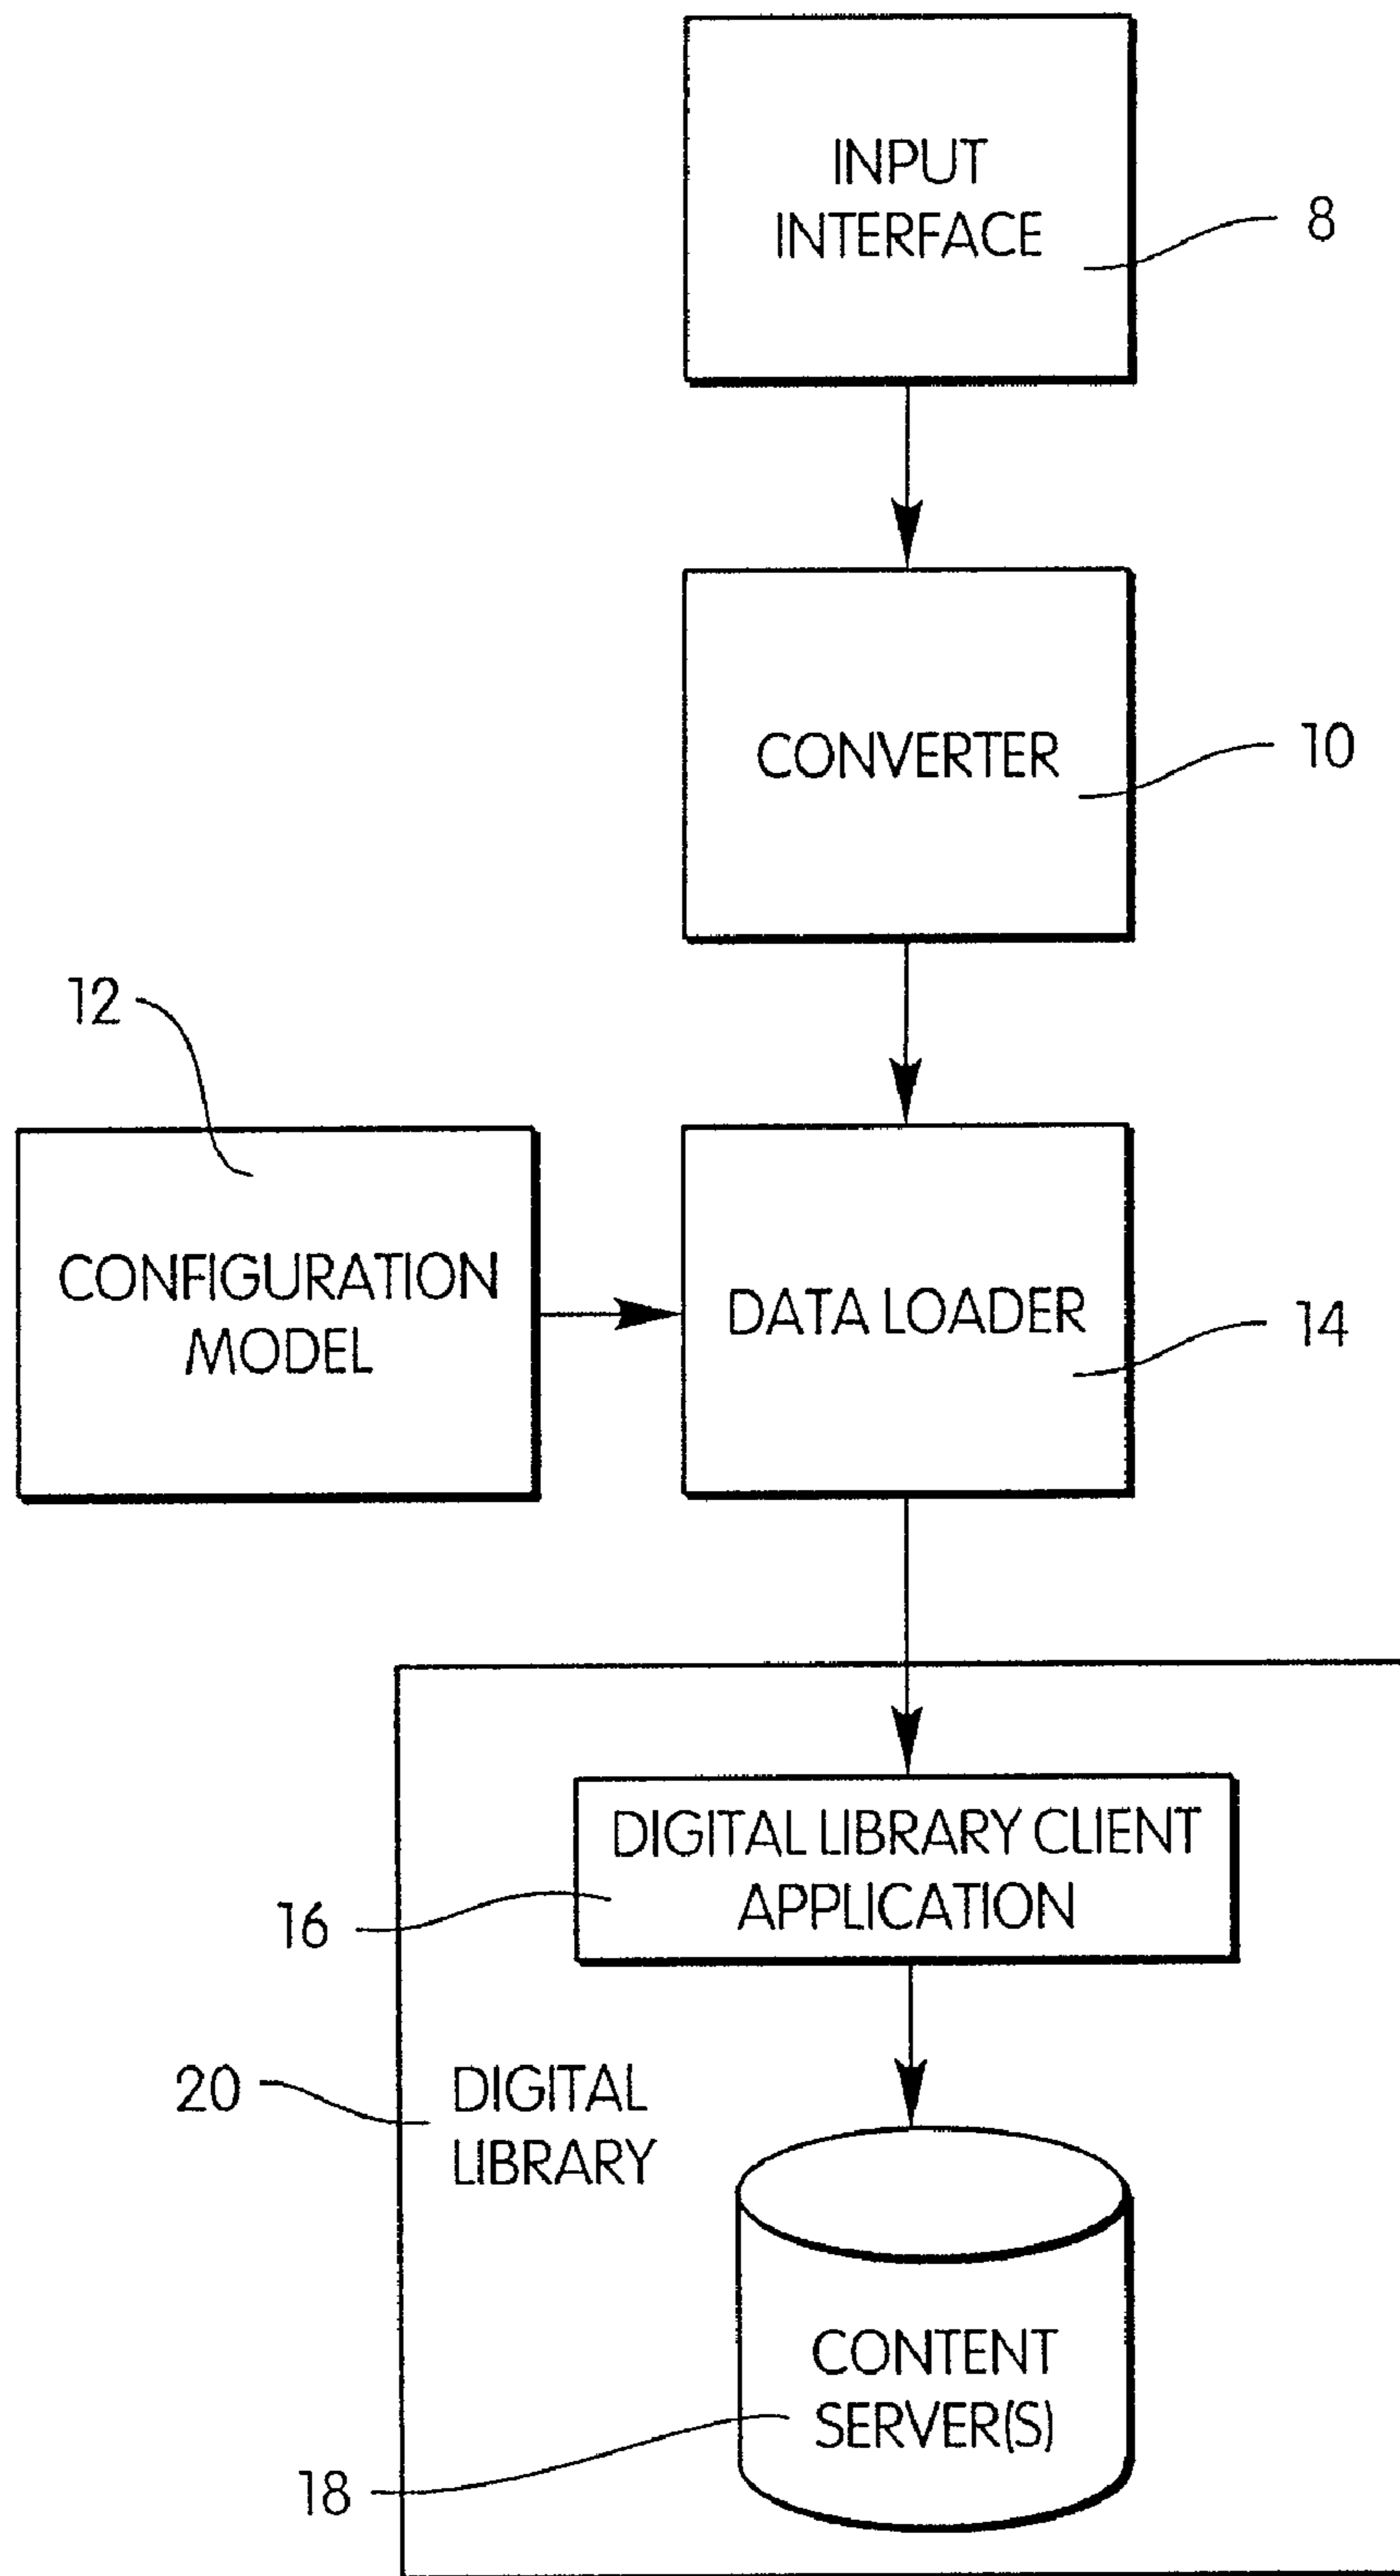 INPUT
INTERFACE
8
CONVERTER
10
12
CONFIGURATION
MODEL
DATA LOADER
14
DIGITAL LIBRARY CLIENT
APPLICATION
16
20
DIGITAL
LIBRARY
CONTENT
SERVER(S)
18